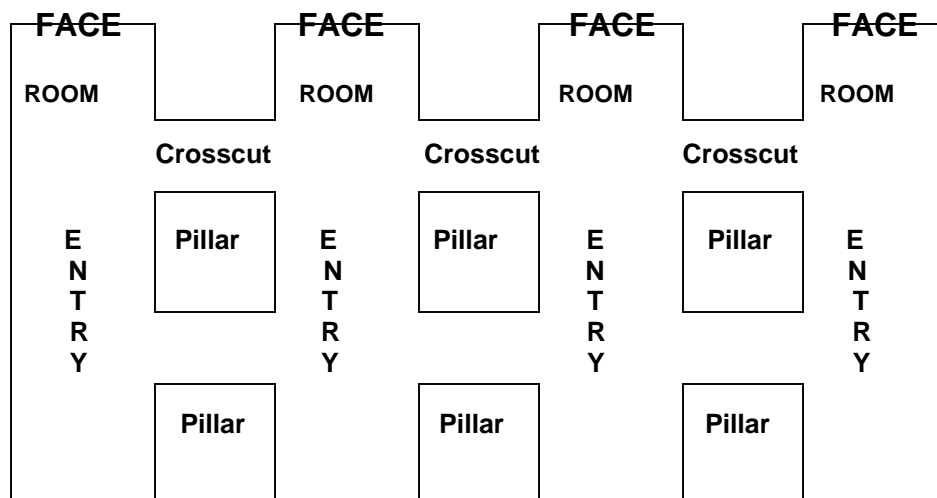 FACE FACE FACE FACE
ROOM ROOM ROOM ROOM
Crosscut Crosscut Crosscut
E Pillar E Pillar E Pillar E
N N N N
T T T T
R R R R
Y Y Y Y
Pillar Pillar Pillar